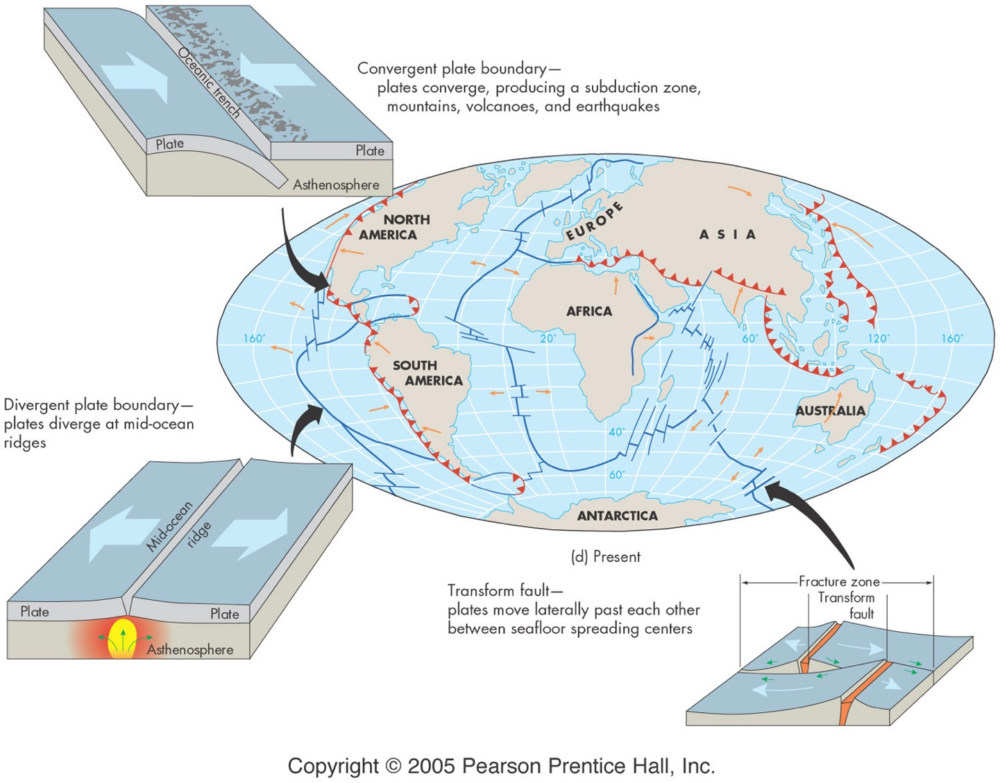 Oceanic trench
Plate
Plate
Asthenosphere
Convergent plate boundary—
plates converge, producing a subduction zone,
mountains, volcanoes, and earthquakes
NORTH
AMERICA
EUROPE
ASIA
AFRICA
160°
20°
60°
120°
160°
SOUTH
AMERICA
AUSTRALIA
40°
60°
ANTARCTICA
Divergent plate boundary—
plates diverge at mid-ocean
ridges
Mid-ocean
ridge
Plate
Plate
Asthenosphere
(d) Present
Transform fault—
plates move laterally past each other
between seafloor spreading centers
Fracture zone
Transform
fault
Copyright © 2005 Pearson Prentice Hall, Inc.